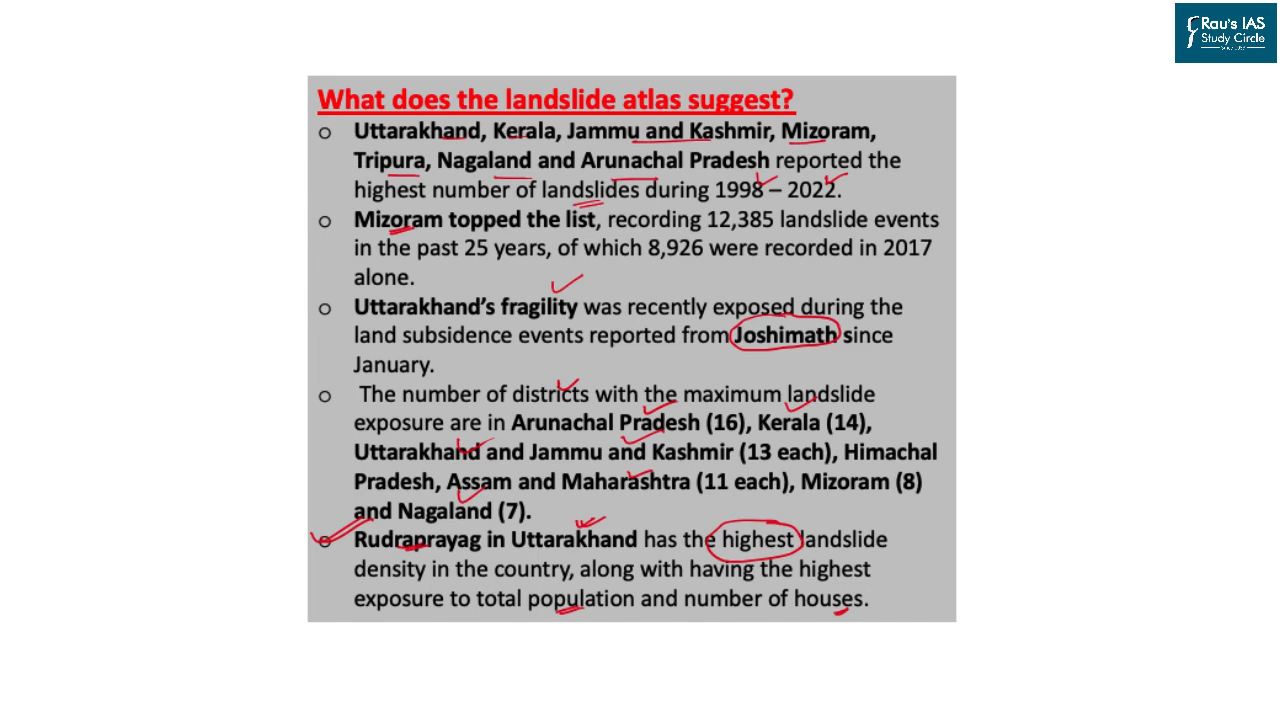 Rau's IAS
Study Circle
What does the landslide atlas suggest?
o Uttarakhand, Kerala, Jammu and Kashmir, Mizoram,
Tripura, Nagaland and Arunachal Pradesh reported the
highest number of landslides during 1998 – 2022.
o Mizoram topped the list, recording 12,385 landslide events
in the past 25 years, of which 8,926 were recorded in 2017
alone.
o Uttarakhand's fragility was recently exposed during the
land subsidence events reported from Joshimath since
January.
o The number of districts with the maximum landslide
exposure are in Arunachal Pradesh (16), Kerala (14),
Uttarakhand and Jammu and Kashmir (13 each), Himachal
Pradesh, Assam and Maharashtra (11 each), Mizoram (8)
and Nagaland (7).
o Rudraprayag in Uttarakhand has the highest landslide
density in the country, along with having the highest
exposure to total population and number of houses.